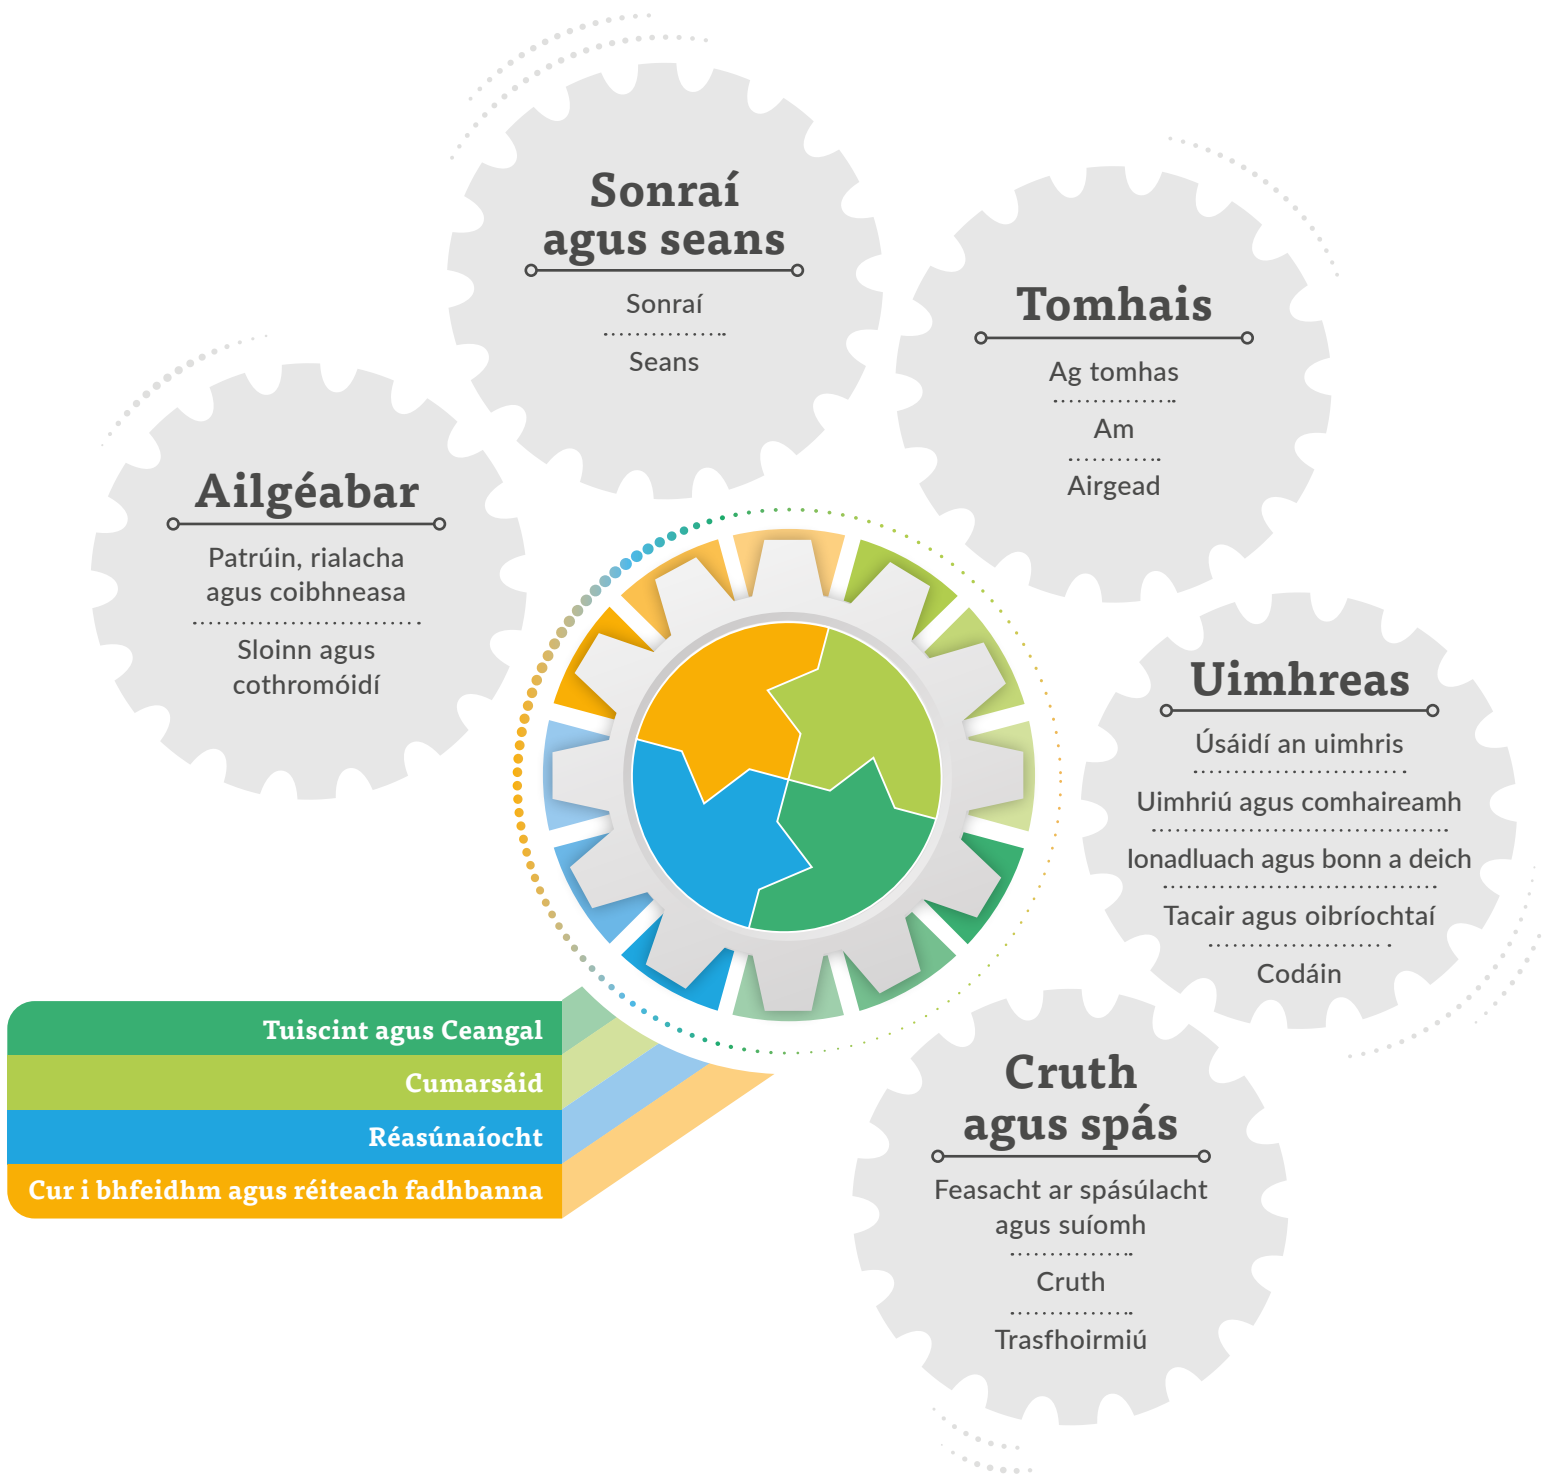 Sonraí
agus seans
Sonraí
Seans
Tomhais
Ag tomhas
Am
Airgead
Ailgéabar
Patrúin, rialacha
agus coibhneasa
Sloinn agus
cothromóidí
Uimhreas
Úsáidí an uimhris
Uimhriú agus comhaireamh
Ionadluach agus bonn a deich
Tacair agus oibríochtaí
Codáin
Tuiscint agus Ceangal
Cumarsáid
Réasúnaíocht
Cur i bhfeidhm agus réiteach fadhbanna
Cruth
agus spás
Feasacht ar spásúlacht
agus suíomh
Cruth
Trasfhoirmiú